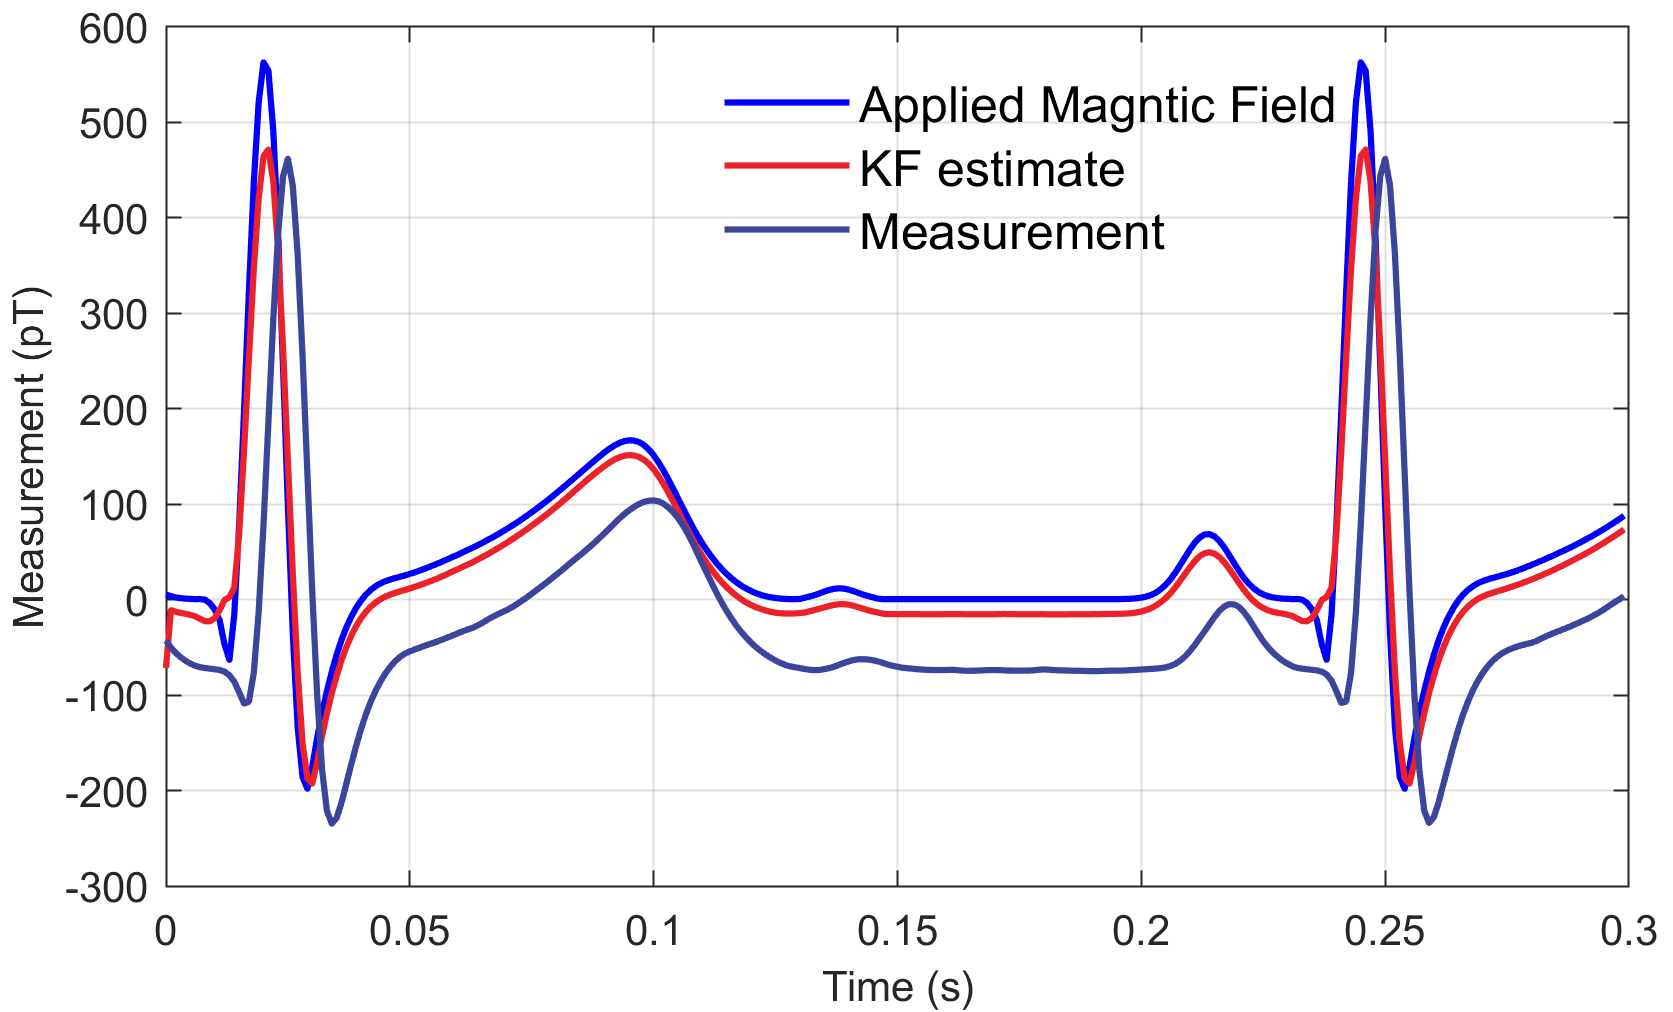 600
500
400
300
200
100
0
-100
-200
-300
Measurement (pT)
Applied Magntic Field
KF estimate
Measurement
0 0.05 0.1 0.15 0.2 0.25 0.3
Time (s)